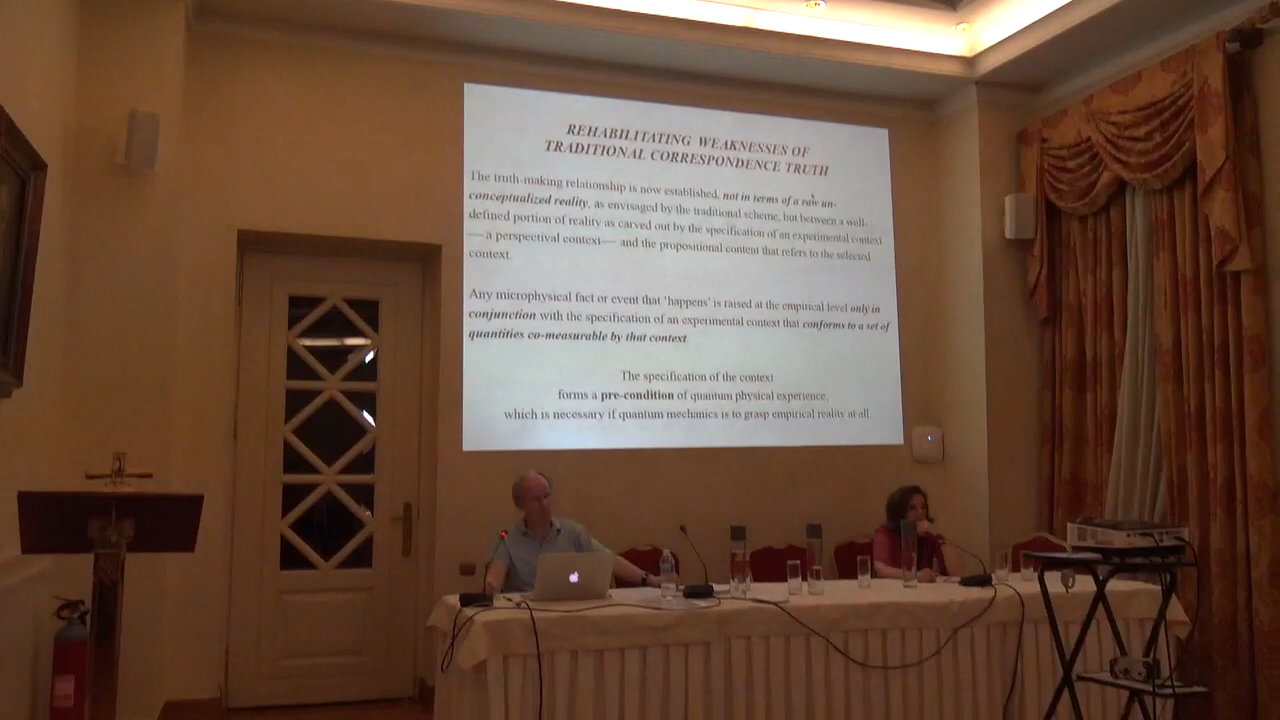 REHABILITATING WEAKNESSES OF
TRADITIONAL CORRESPONDENCE TRUTH
The truth-making relationship is now established, not in terms of a raw un-
conceptualized reality, as envisaged by the traditional scheme, but between a well-
defined portion of reality as carved out by the specification of an experimental context
— a perspectival context— and the propositional content that refers to the selected
context.
Any microphysical fact or event that ‘happens’ is raised at the empirical level only in
conjunction with the specification of an experimental context that conforms to a set of
quantities co-measurable by that context.
The specification of the context
forms a pre-condition of quantum physical experience,
which is necessary if quantum mechanics is to grasp empirical reality at all.